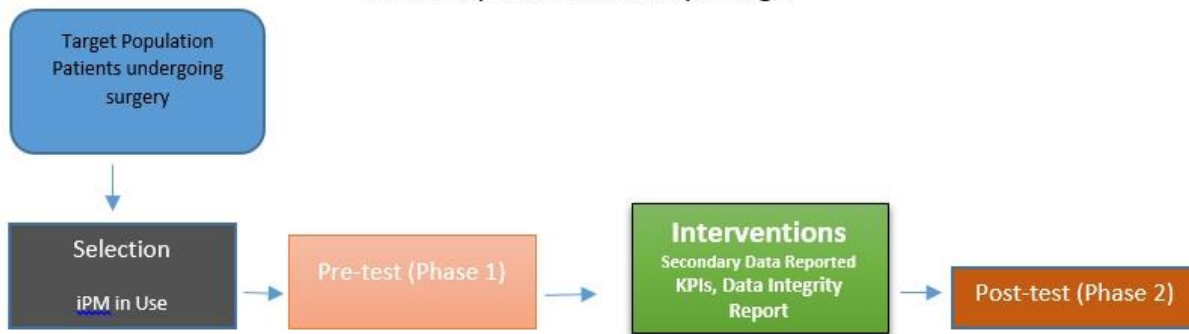 Target Population
Patients undergoing
surgery
Selection
iPM in Use
Pre-test (Phase 1)
Interventions
Secondary Data Reported
KPIs, Data Integrity
Report
Post-test (Phase 2)